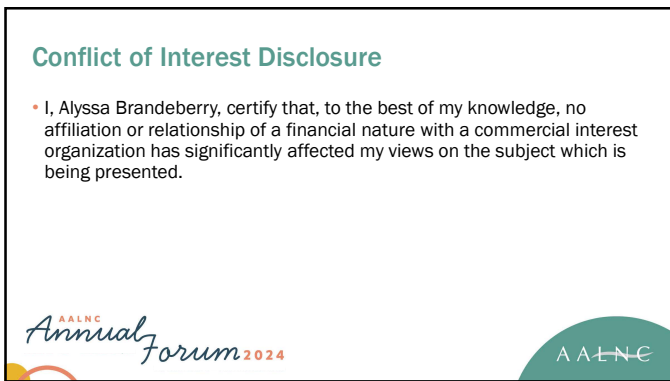 Conflict of Interest Disclosure
• I, Alyssa Brandeberry, certify that, to the best of my knowledge, no
affiliation or relationship of a financial nature with a commercial interest
organization has significantly affected my views on the subject which is
being presented.
AALNC
Annual
Forum 2024
AALNC